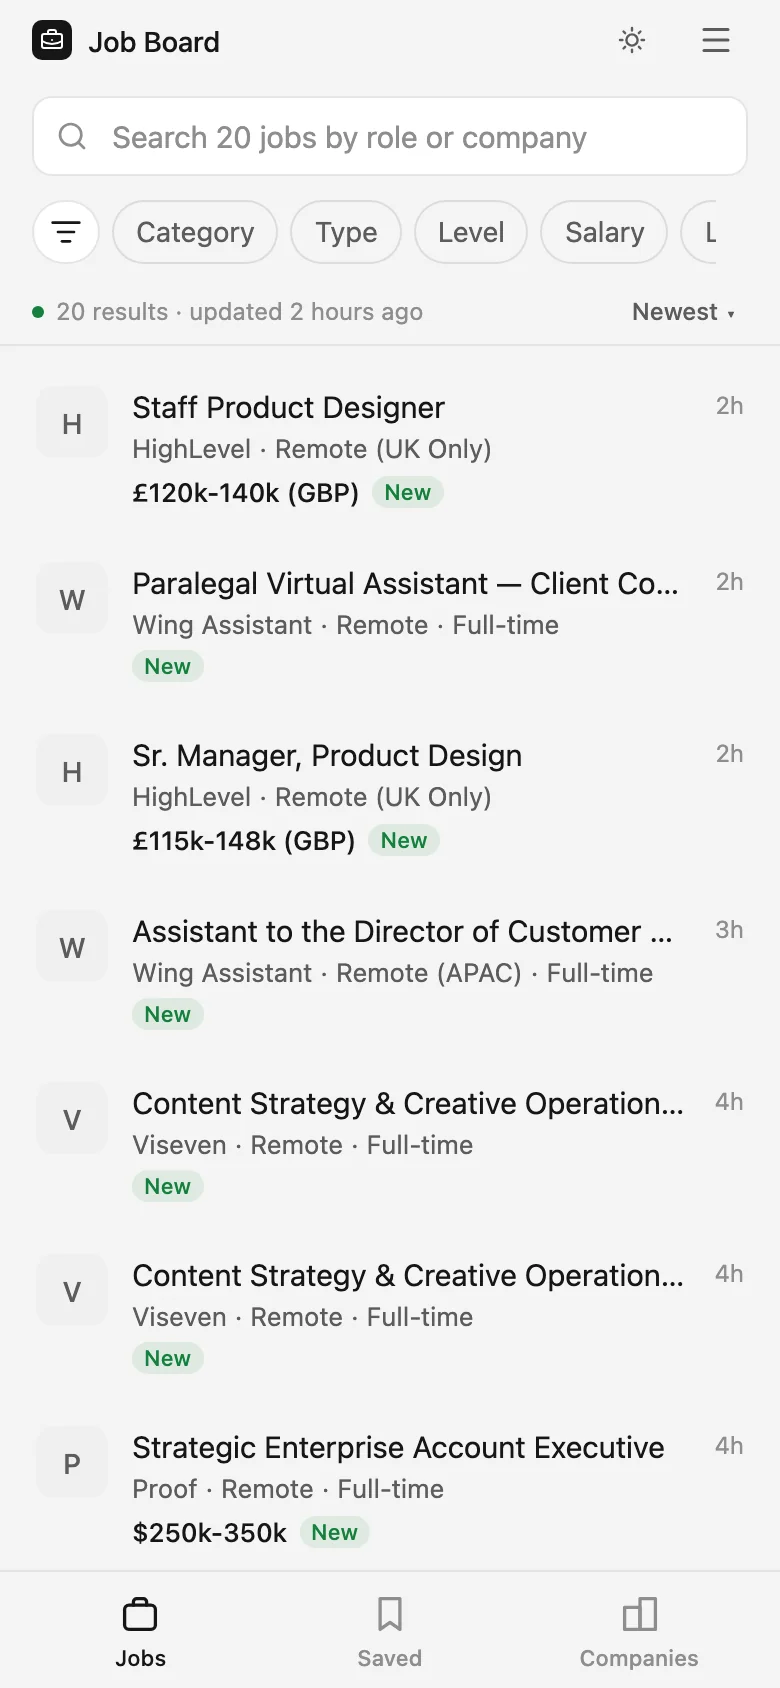 Job Board
Search 20 jobs by role or company
Category Type Level Salary L
20 results · updated 2 hours ago Newest ▾
H Staff Product Designer 2h
HighLevel · Remote (UK Only)
£120k-140k (GBP) New
W Paralegal Virtual Assistant — Client Co... 2h
Wing Assistant · Remote · Full-time
New
H Sr. Manager, Product Design 2h
HighLevel · Remote (UK Only)
£115k-148k (GBP) New
W Assistant to the Director of Customer ... 3h
Wing Assistant · Remote (APAC) · Full-time
New
V Content Strategy & Creative Operation... 4h
Viseven · Remote · Full-time
New
V Content Strategy & Creative Operation... 4h
Viseven · Remote · Full-time
New
P Strategic Enterprise Account Executive 4h
Proof · Remote · Full-time
$250k-350k New
Jobs Saved Companies